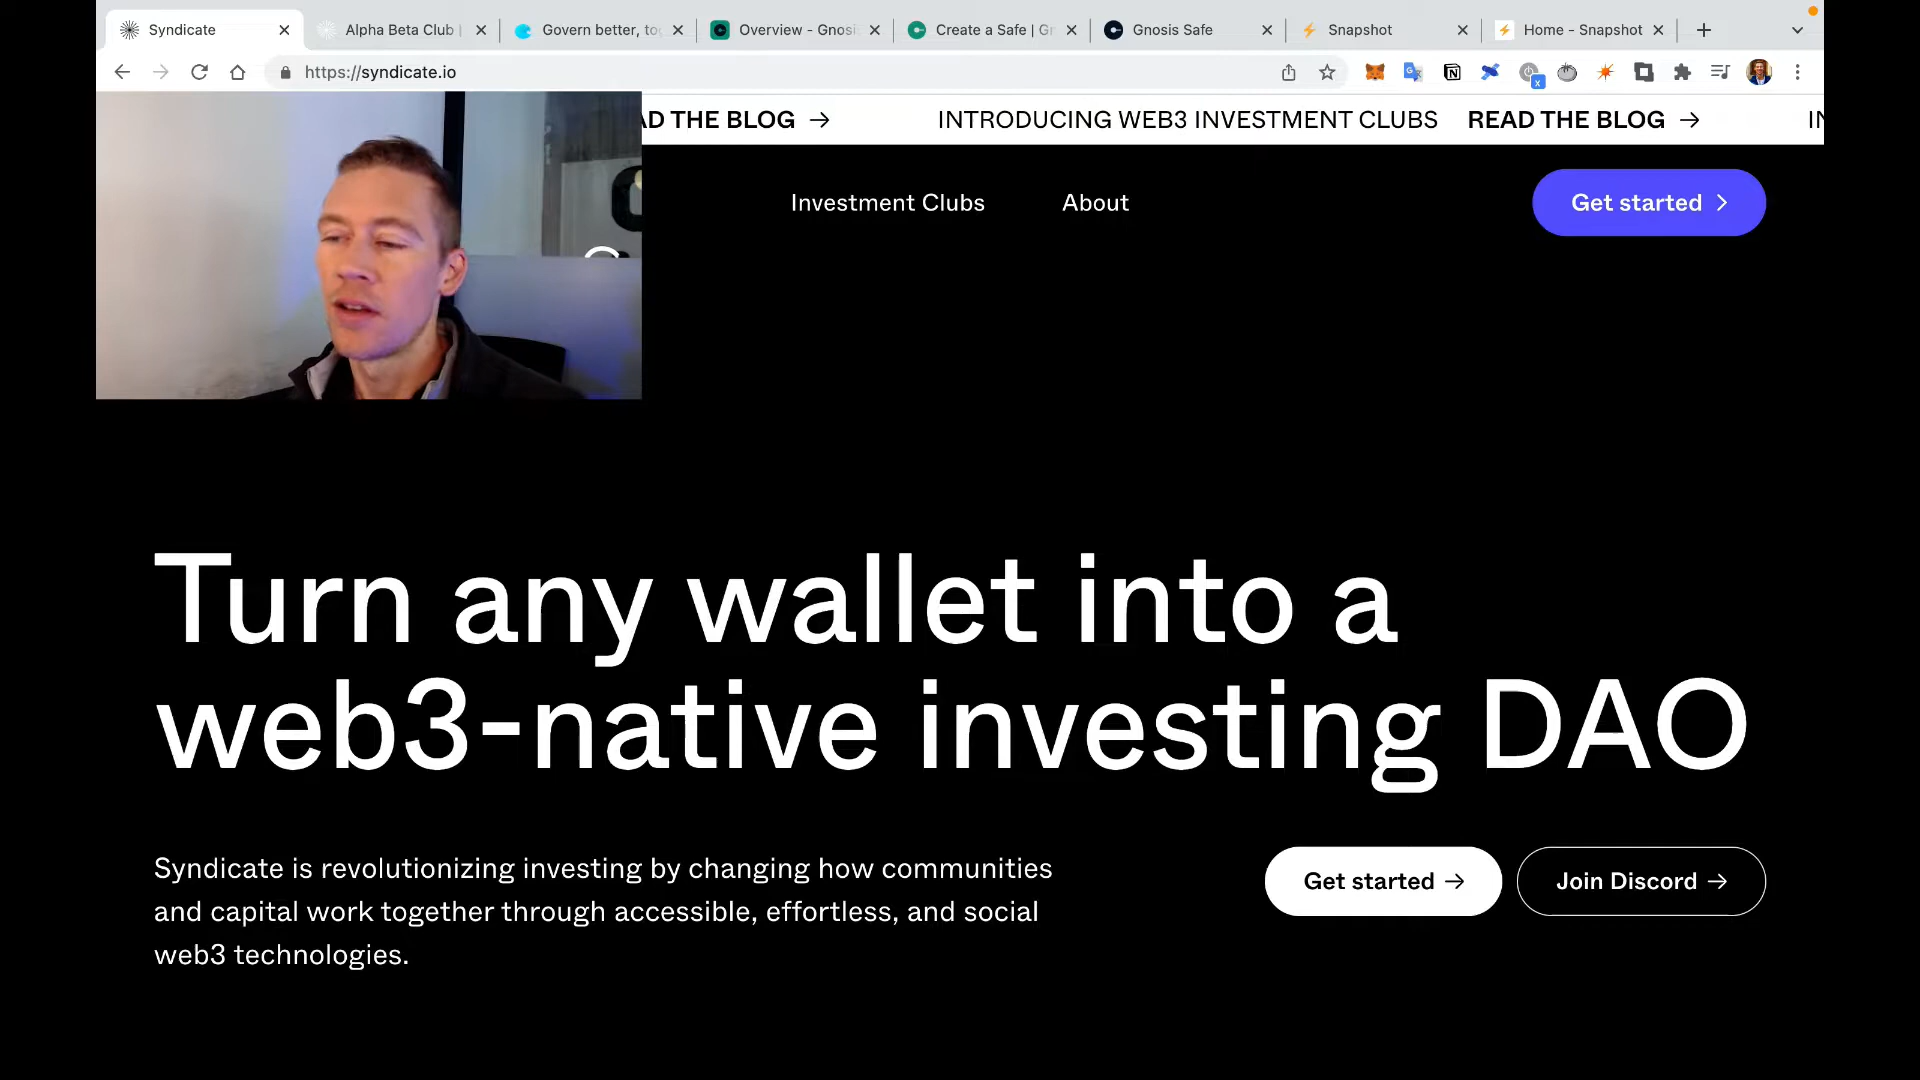 Syndicate
Alpha Beta Club |
Govern better, to
Overview - Gnosi
Create a Safe | Gn
Gnosis Safe
Snapshot
Home - Snapshot
https://syndicate.io
AD THE BLOG → INTRODUCING WEB3 INVESTMENT CLUBS READ THE BLOG → IN
Investment Clubs
About
Get started >
Turn any wallet into a
web3-native investing DAO
Syndicate is revolutionizing investing by changing how communities
and capital work together through accessible, effortless, and social
web3 technologies.
Get started →
Join Discord →